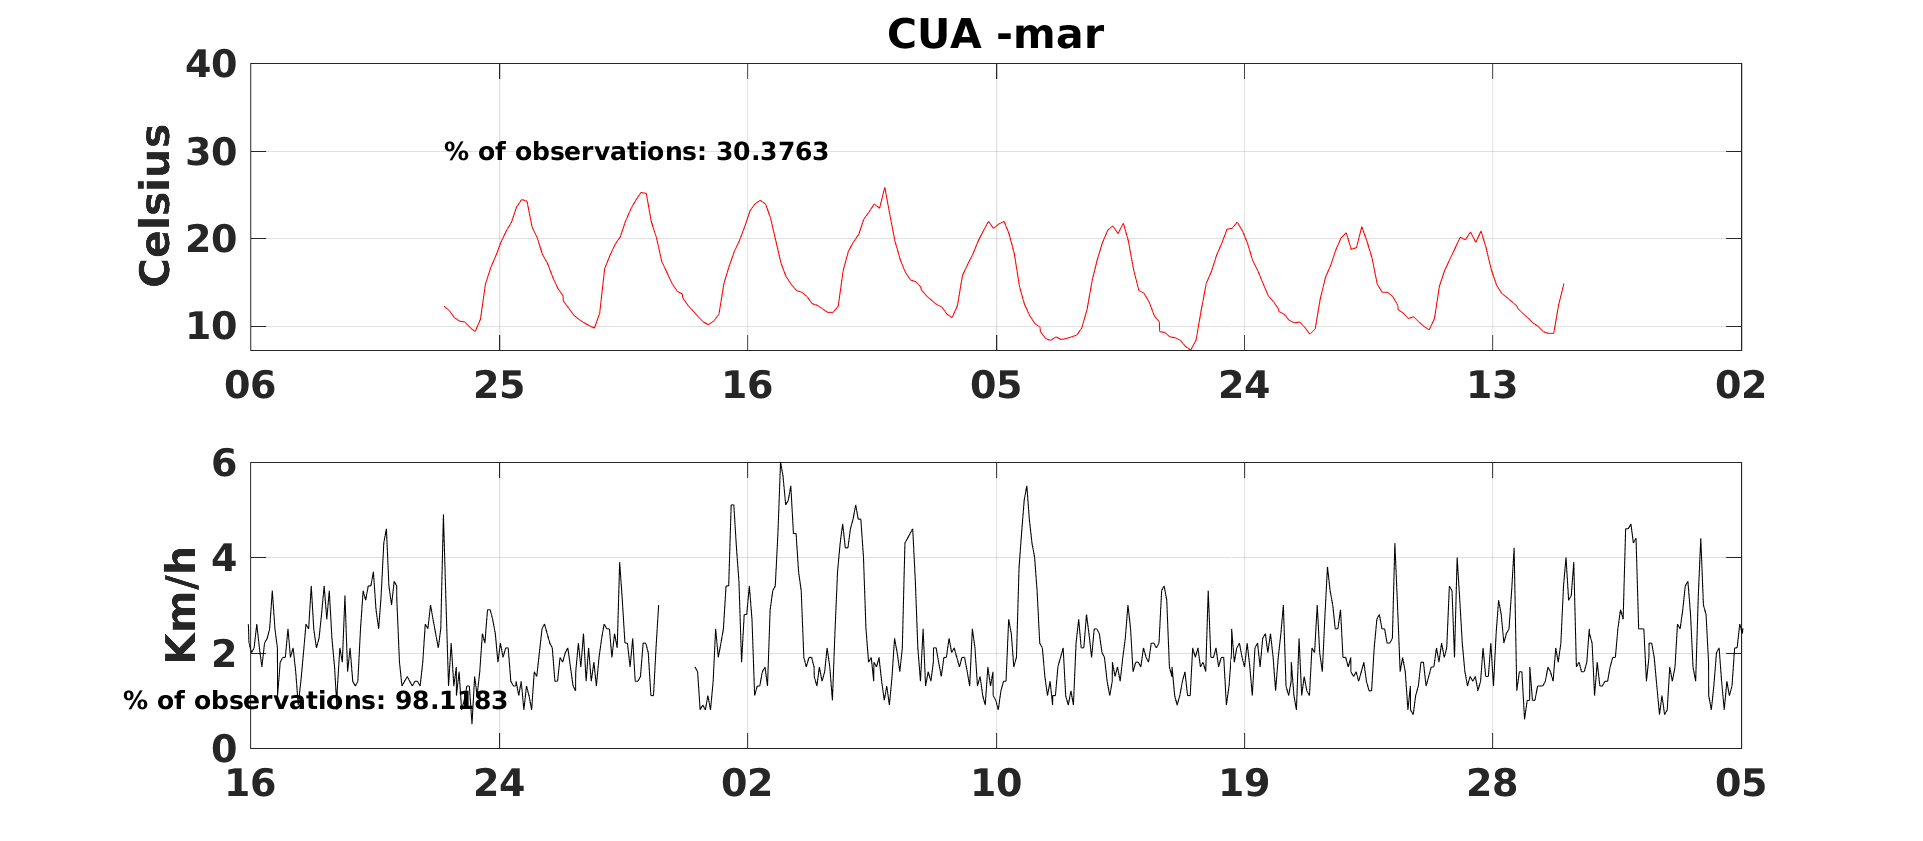 CUA -mar
40
30
20
10
Celsius
% of observations: 30.3763
06 25 16 05 24 13 02
6
4
2
0
Km/h
% of observations: 98.1183
16 24 02 10 19 28 05